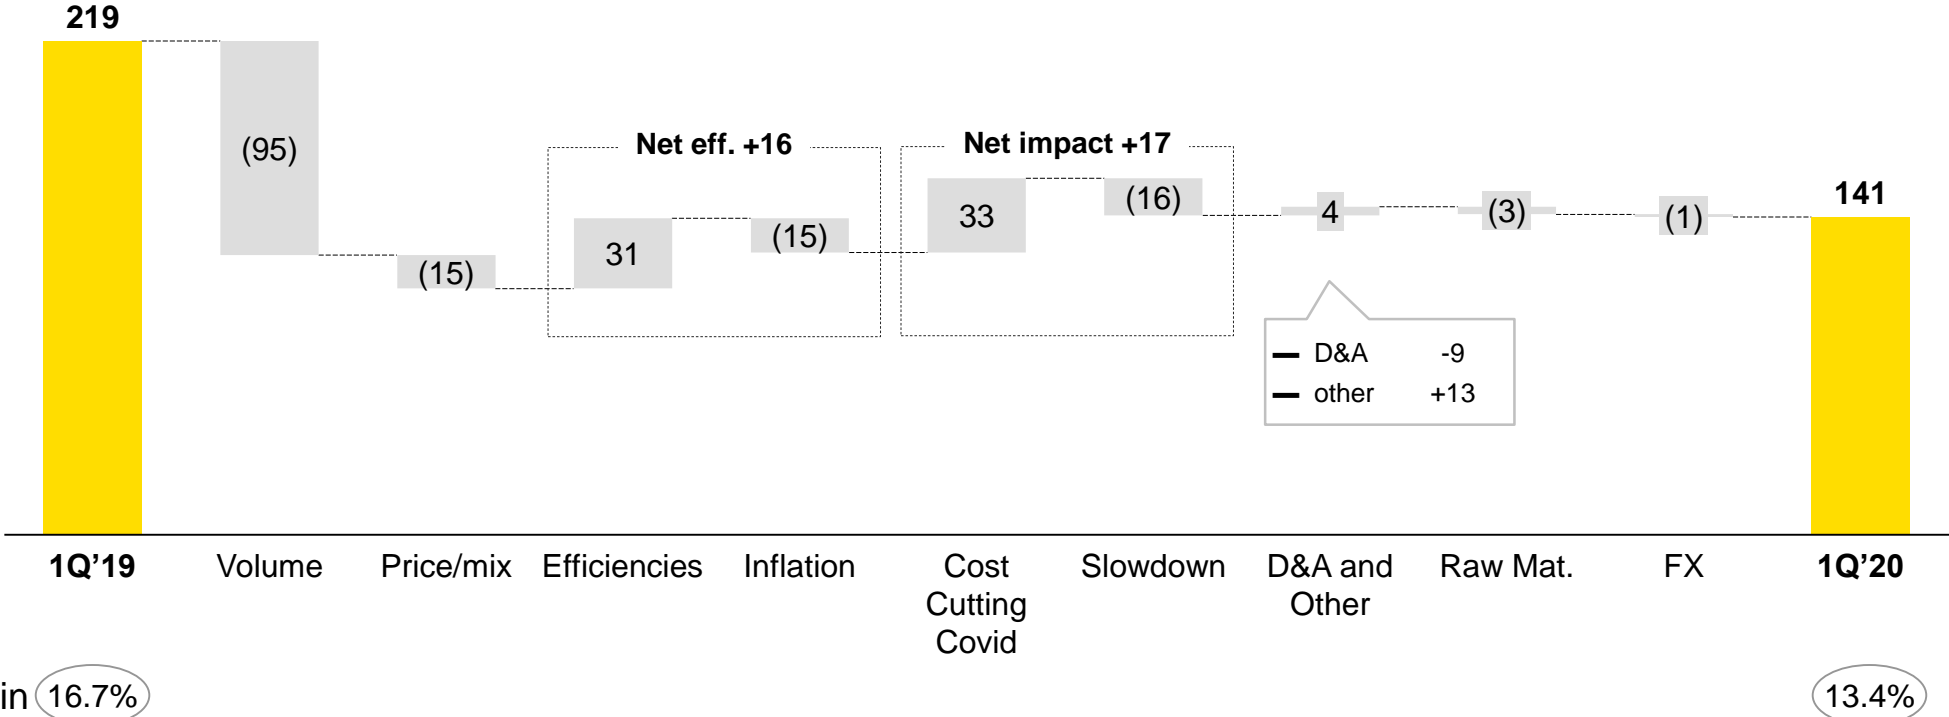 219
(95)
(15)
Net eff. +16
31
(15)
Net impact +17
33
(16)
4
(3)
(1)
141
D&A -9
other +13
1Q’19 Volume Price/mix Efficiencies Inflation Cost Cutting Covid Slowdown D&A and Other Raw Mat. FX 1Q’20
in 16.7% 13.4%